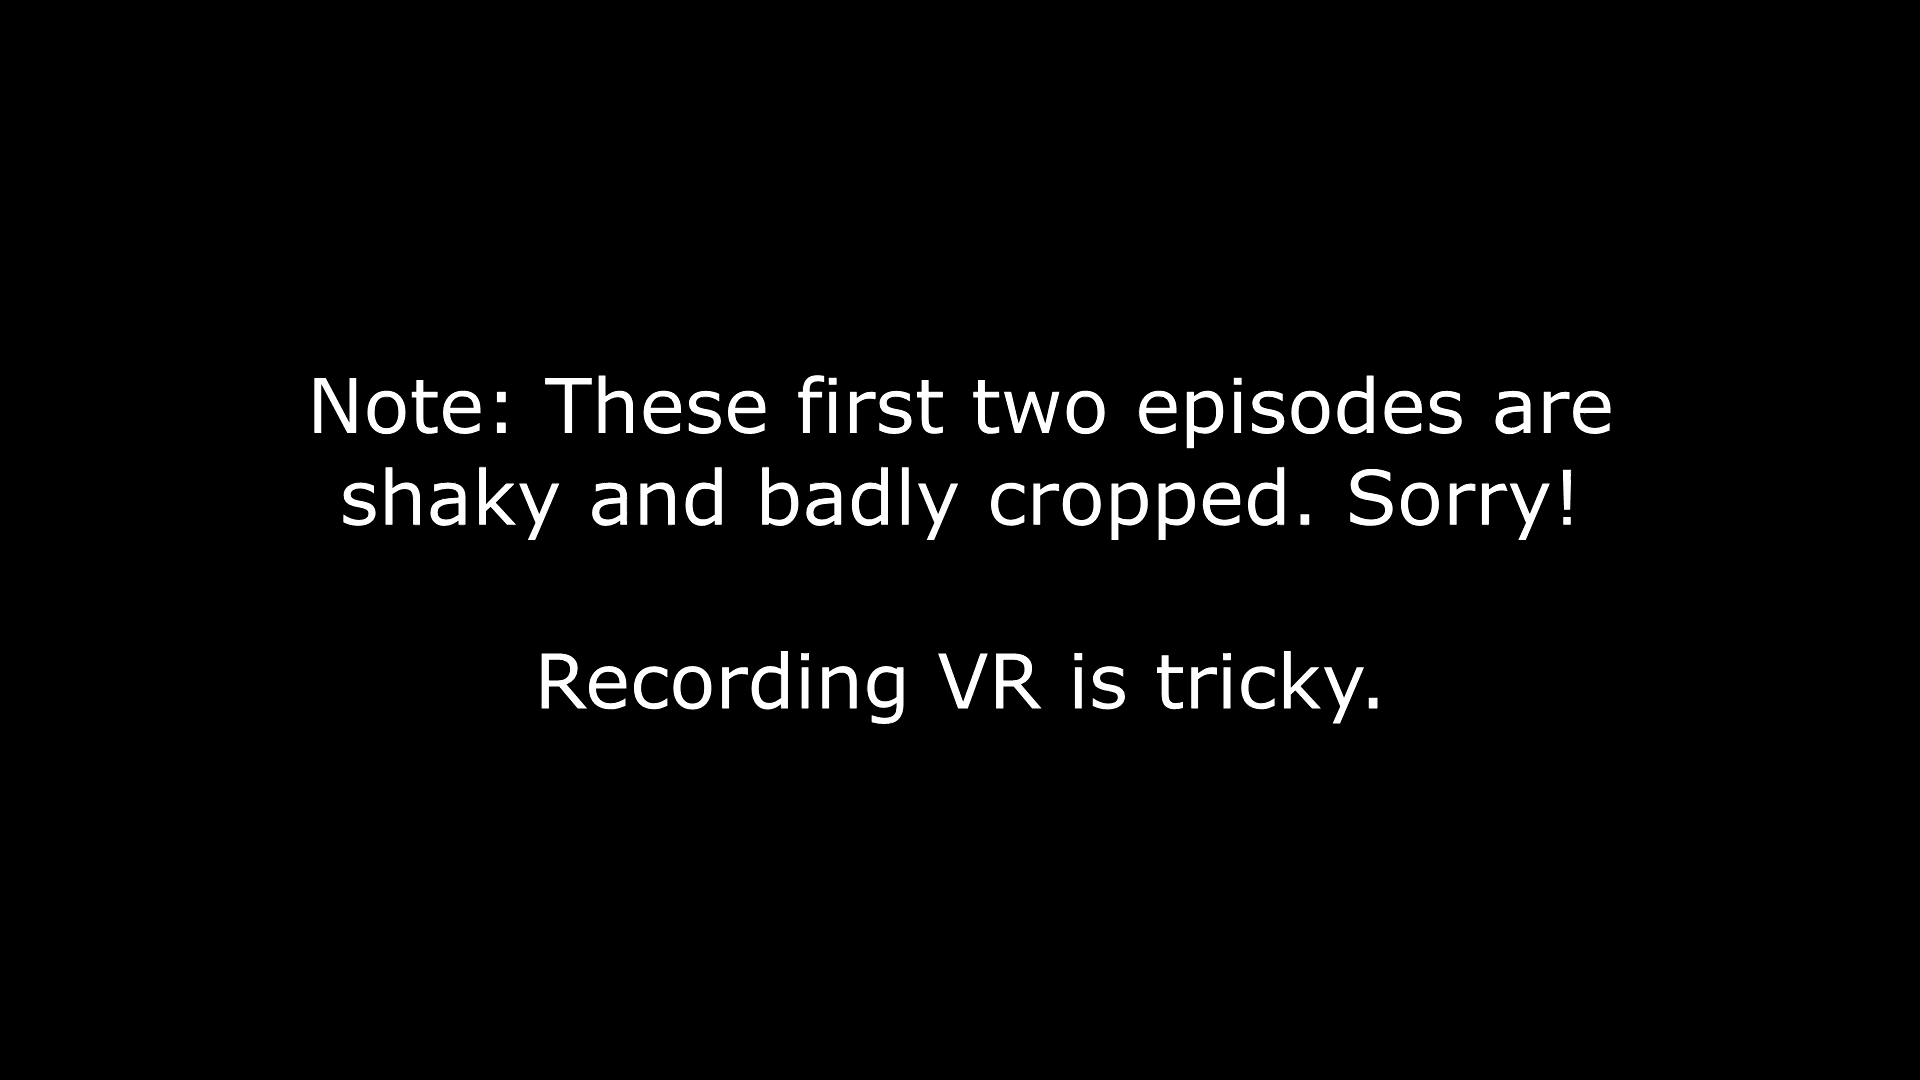 Note: These first two episodes are
shaky and badly cropped. Sorry!
Recording VR is tricky.